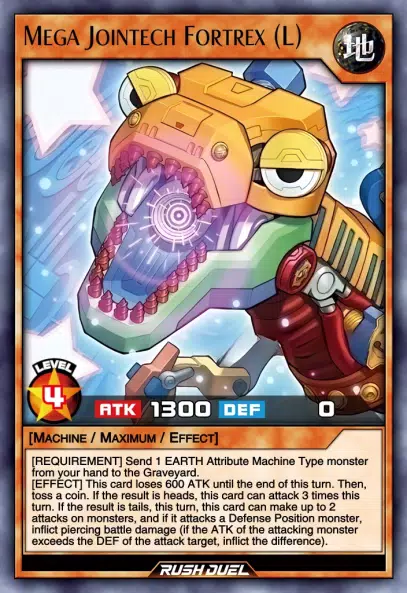 MEGA JOINTECH FORTREX (L)
地
LEVEL
4
ATK 1300 DEF 0
[MACHINE / MAXIMUM / EFFECT]
[REQUIREMENT] Send 1 EARTH Attribute Machine Type monster
from your hand to the Graveyard.
[EFFECT] This card loses 600 ATK until the end of this turn. Then,
toss a coin. If the result is heads, this card can attack 3 times this
turn. If the result is tails, this turn, this card can make up to 2
attacks on monsters, and if it attacks a Defense Position monster,
inflict piercing battle damage (if the ATK of the attacking monster
exceeds the DEF of the attack target, inflict the difference).
RUSH DUEL